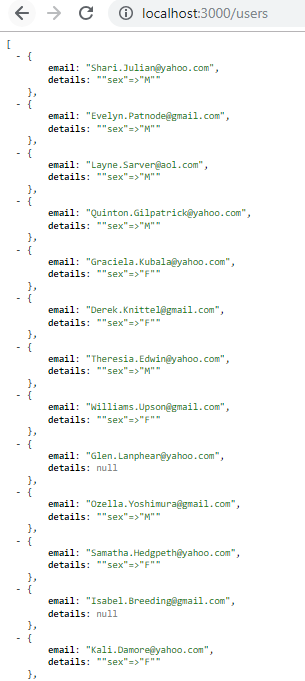 localhost:3000/users
[
- {
email: "Shari.Julian@yahoo.com",
details: ""sex"=>"M""
},
- {
email: "Evelyn.Patnode@gmail.com",
details: ""sex"=>"M""
},
- {
email: "Layne.Sarver@aol.com",
details: ""sex"=>"M""
},
- {
email: "Quinton.Gilpatrick@yahoo.com",
details: ""sex"=>"M""
},
- {
email: "Graciela.Kubala@yahoo.com",
details: ""sex"=>"F""
},
- {
email: "Derek.Knittel@gmail.com",
details: ""sex"=>"F""
},
- {
email: "Theresia.Edwin@yahoo.com",
details: ""sex"=>"M""
},
- {
email: "Williams.Upson@gmail.com",
details: ""sex"=>"F""
},
- {
email: "Glen.Lanphear@yahoo.com",
details: null
},
- {
email: "Ozella.Yoshimura@gmail.com",
details: ""sex"=>"M""
},
- {
email: "Samatha.Hedgpeth@yahoo.com",
details: ""sex"=>"F""
},
- {
email: "Isabel.Breeding@gmail.com",
details: null
},
- {
email: "Kali.Damore@yahoo.com",
details: ""sex"=>"F""
},